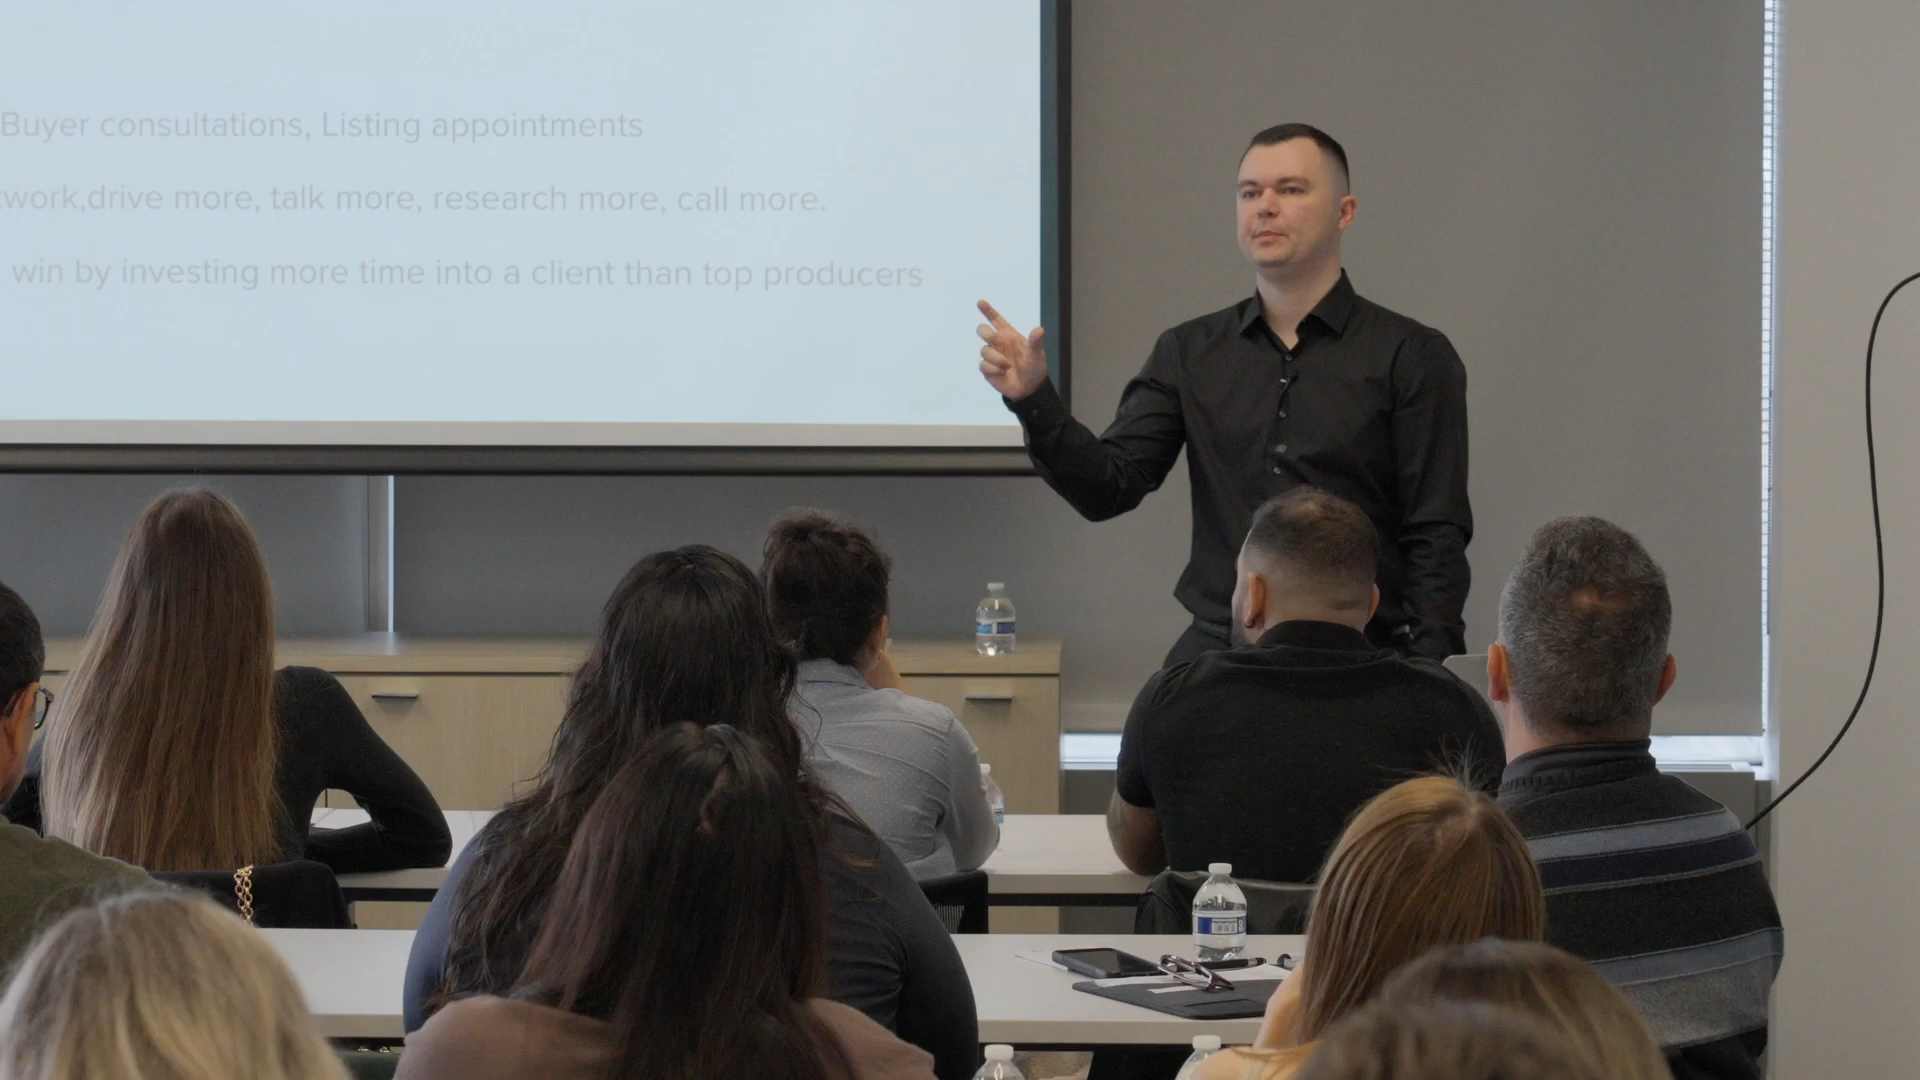 Buyer consultations, Listing appointments
work,drive more, talk more, research more, call more.
win by investing more time into a client than top producers